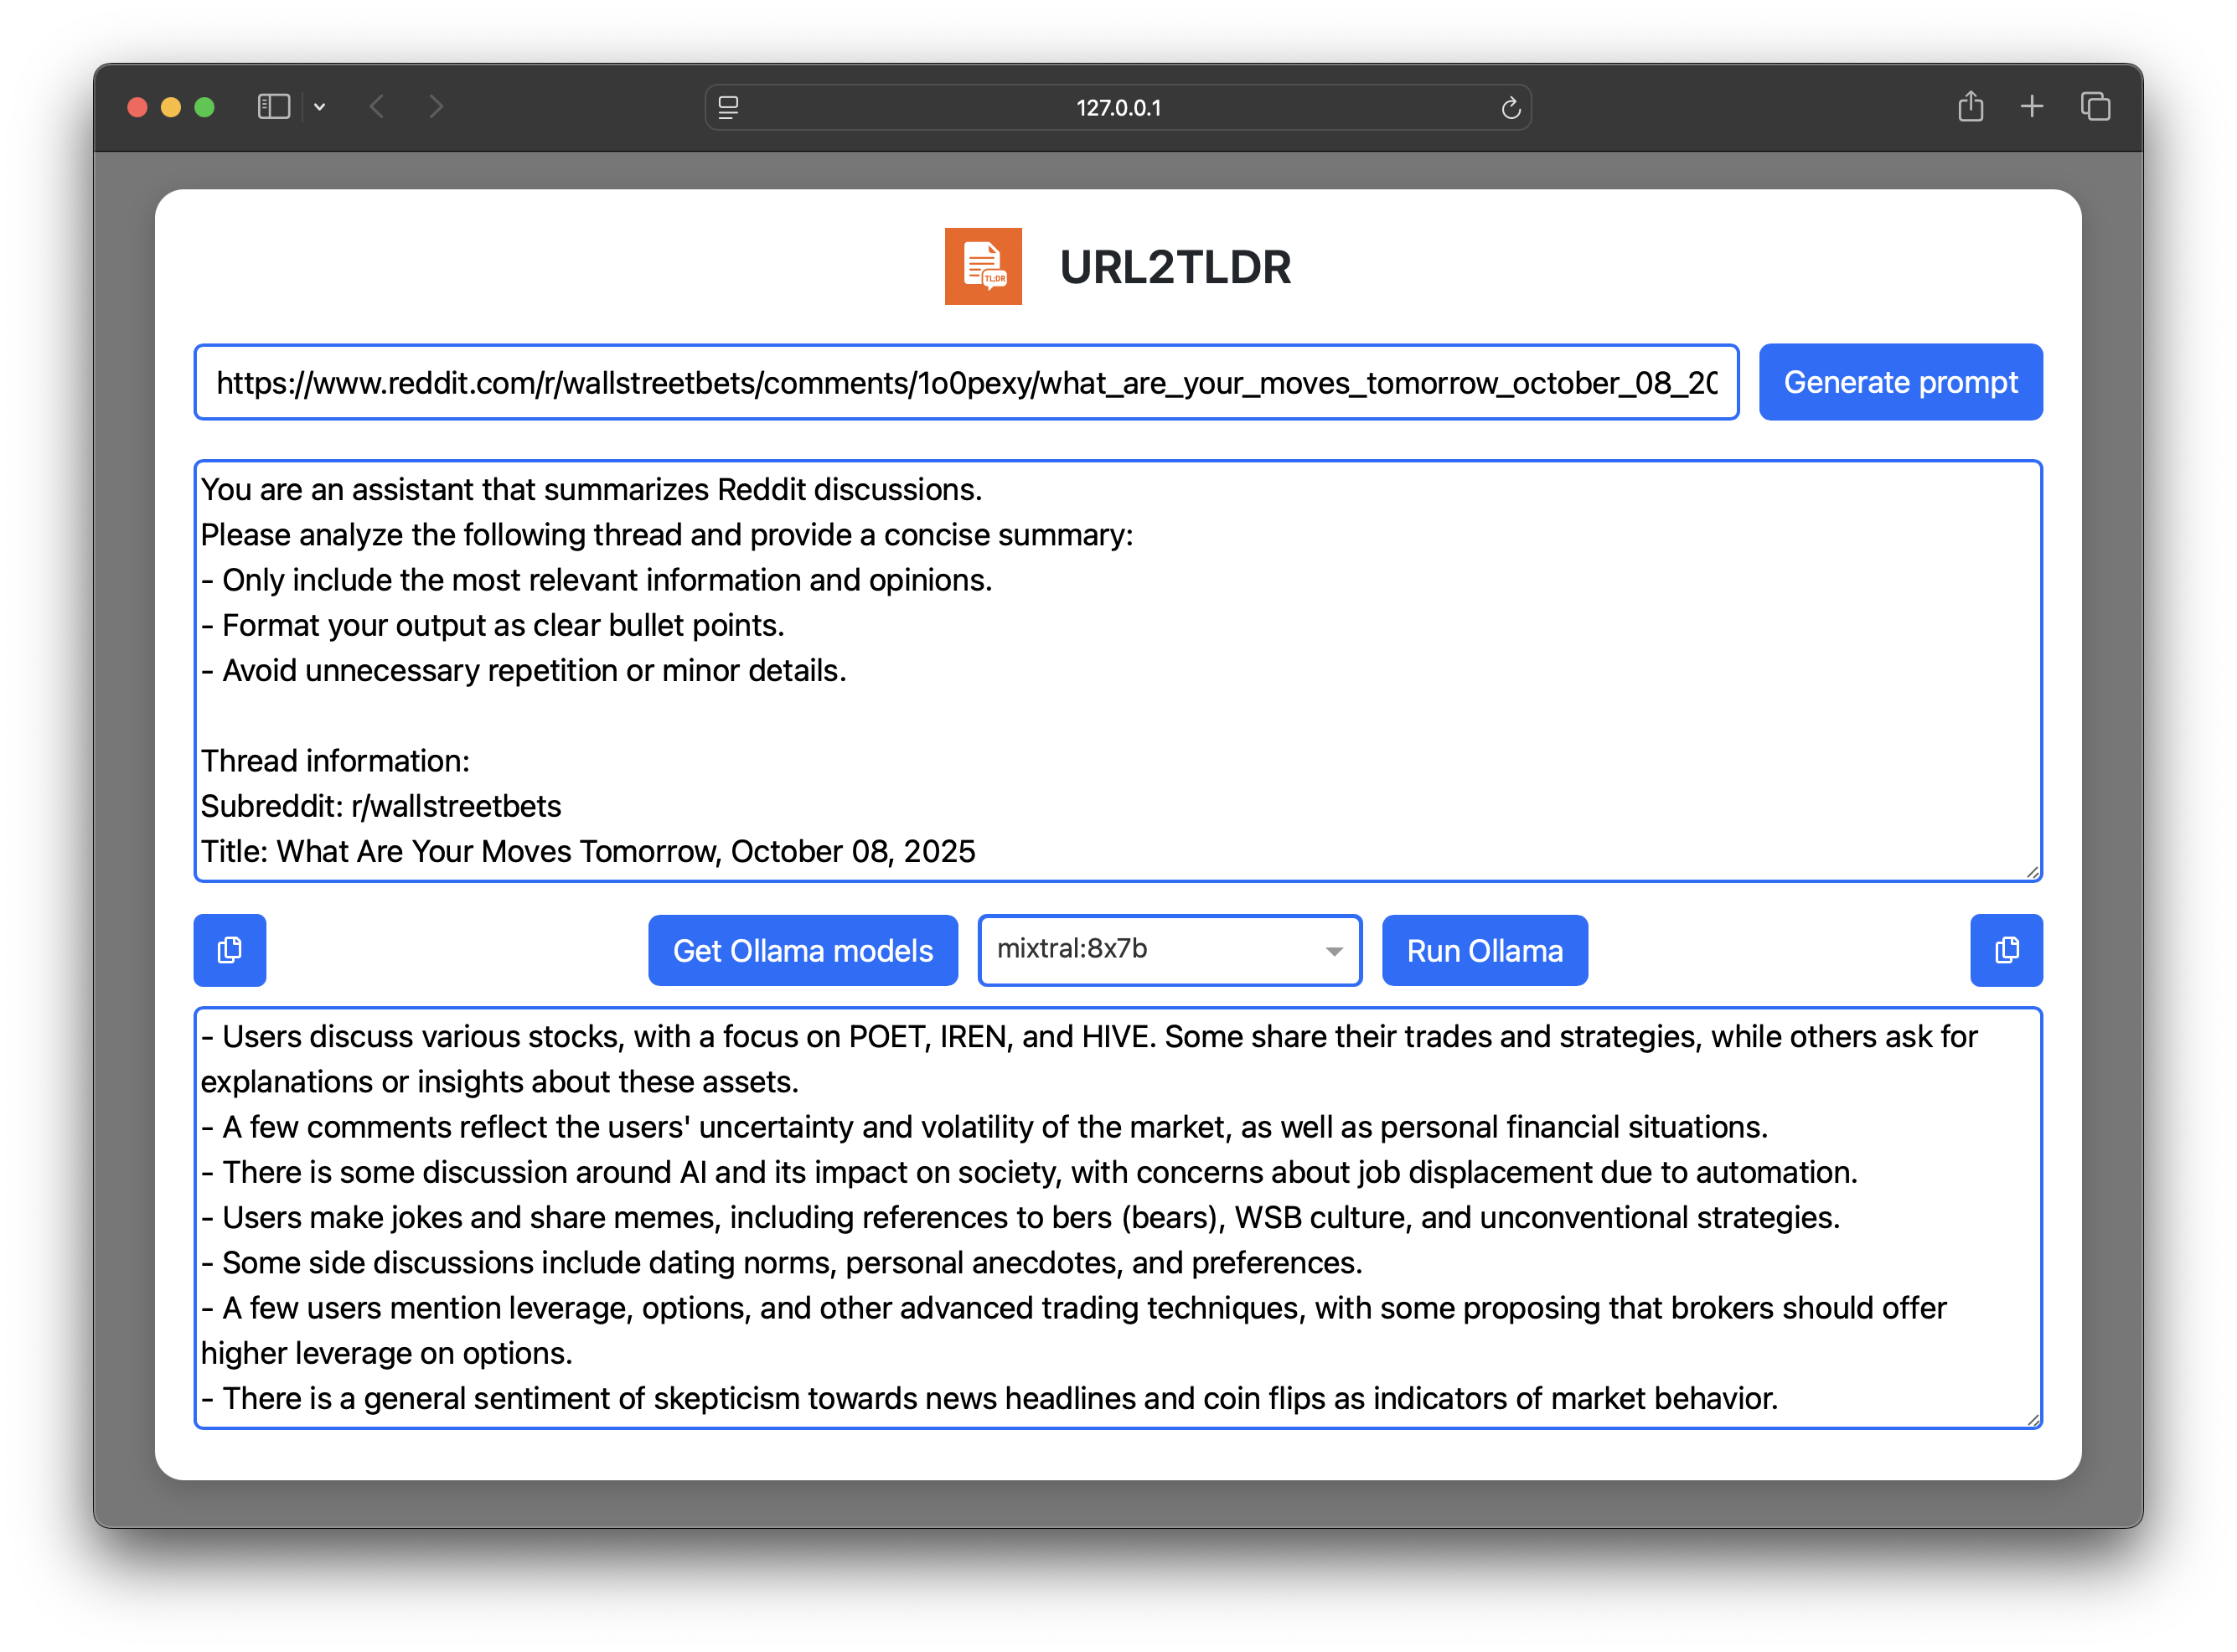 127.0.0.1
TL;DR
URL2TLDR
https://www.reddit.com/r/wallstreetbets/comments/1o0pexy/what_are_your_moves_tomorrow_october_08_20
Generate prompt
You are an assistant that summarizes Reddit discussions.
Please analyze the following thread and provide a concise summary:
- Only include the most relevant information and opinions.
- Format your output as clear bullet points.
- Avoid unnecessary repetition or minor details.
Thread information:
Subreddit: r/wallstreetbets
Title: What Are Your Moves Tomorrow, October 08, 2025
Get Ollama models
mixtral:8x7b
Run Ollama
- Users discuss various stocks, with a focus on POET, IREN, and HIVE. Some share their trades and strategies, while others ask for
explanations or insights about these assets.
- A few comments reflect the users' uncertainty and volatility of the market, as well as personal financial situations.
- There is some discussion around AI and its impact on society, with concerns about job displacement due to automation.
- Users make jokes and share memes, including references to bers (bears), WSB culture, and unconventional strategies.
- Some side discussions include dating norms, personal anecdotes, and preferences.
- A few users mention leverage, options, and other advanced trading techniques, with some proposing that brokers should offer
higher leverage on options.
- There is a general sentiment of skepticism towards news headlines and coin flips as indicators of market behavior.